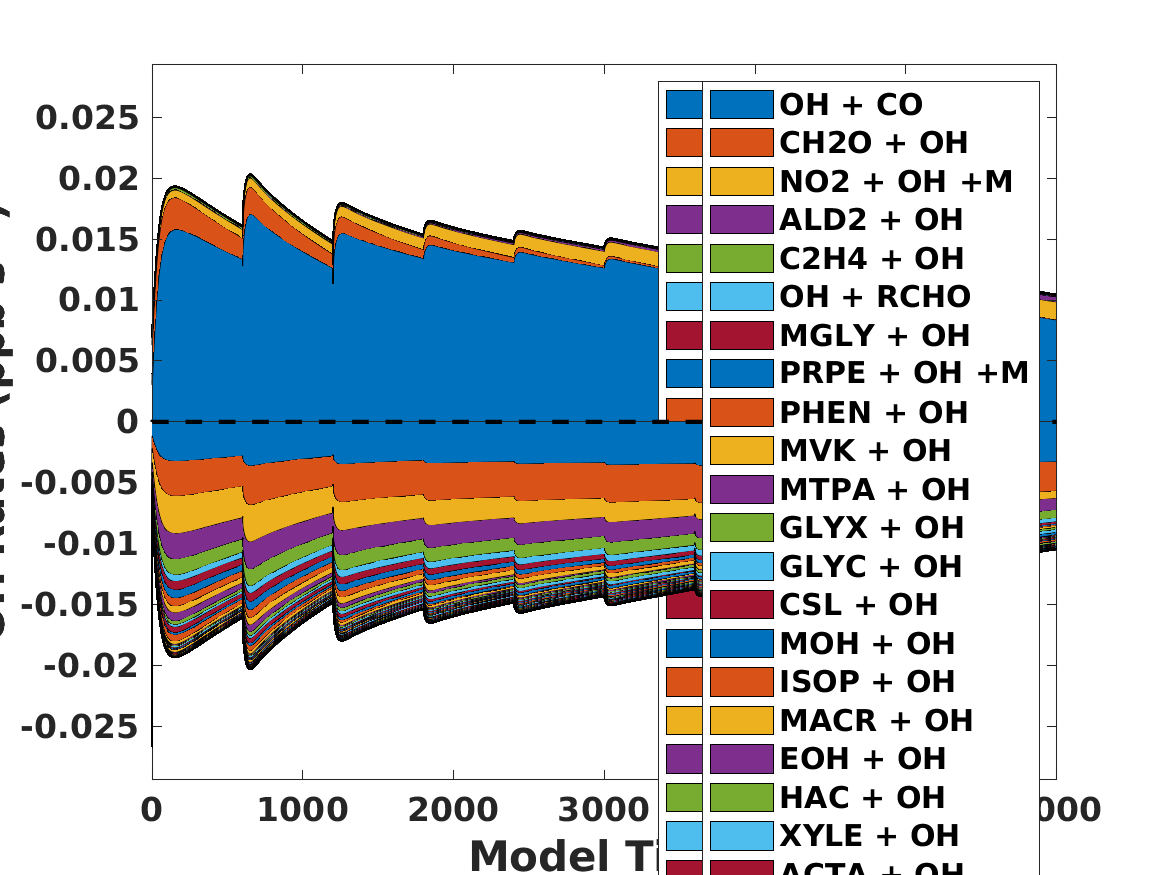 0.025
0.02
0.015
0.01
0.005
0
-0.005
-0.01
-0.015
-0.02
-0.025
0 1000 2000 3000
Model
OH + CO
CH2O + OH
NO2 + OH +M
ALD2 + OH
C2H4 + OH
OH + RCHO
MGLY + OH
PRPE + OH +M
PHEN + OH
MVK + OH
MTPA + OH
GLYX + OH
GLYC + OH
CSL + OH
MOH + OH
ISOP + OH
MACR + OH
EOH + OH
HAC + OH
XYLE + OH
ACTA + OH